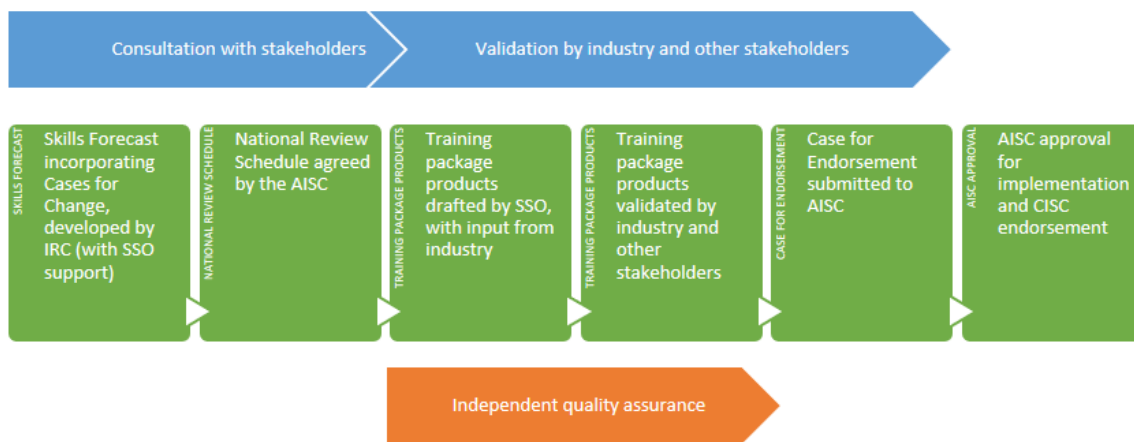 Consultation with stakeholders
Validation by industry and other stakeholders
SKILLS FORECAST
Skills Forecast
incorporating
Cases for
Change,
developed by
IRC (with SSO
support)
NATIONAL REVIEW SCHEDULE
National Review
Schedule agreed
by the AISC
TRAINING PACKAGE PRODUCTS
Training
package
products
drafted by SSO,
with input from
industry
TRAINING PACKAGE PRODUCTS
Training
package
products
validated by
industry and
other
stakeholders
CASE FOR ENDORSEMENT
Case for
Endorsement
submitted to
AISC
AISC APPROVAL
AISC approval
for
implementation
and CISC
endorsement
Independent quality assurance